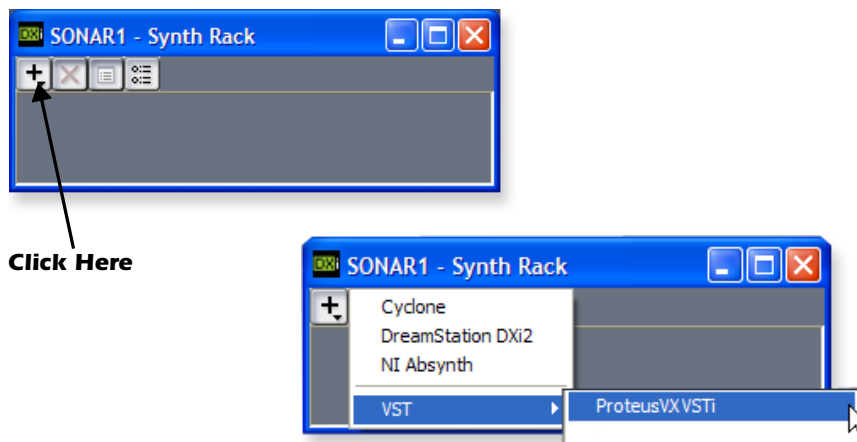 DXi SONAR1 - Synth Rack
Click Here
DXi SONAR1 - Synth Rack
Cyclone
DreamStation DXi2
NI Absynth
VST
ProteusVX VSTi